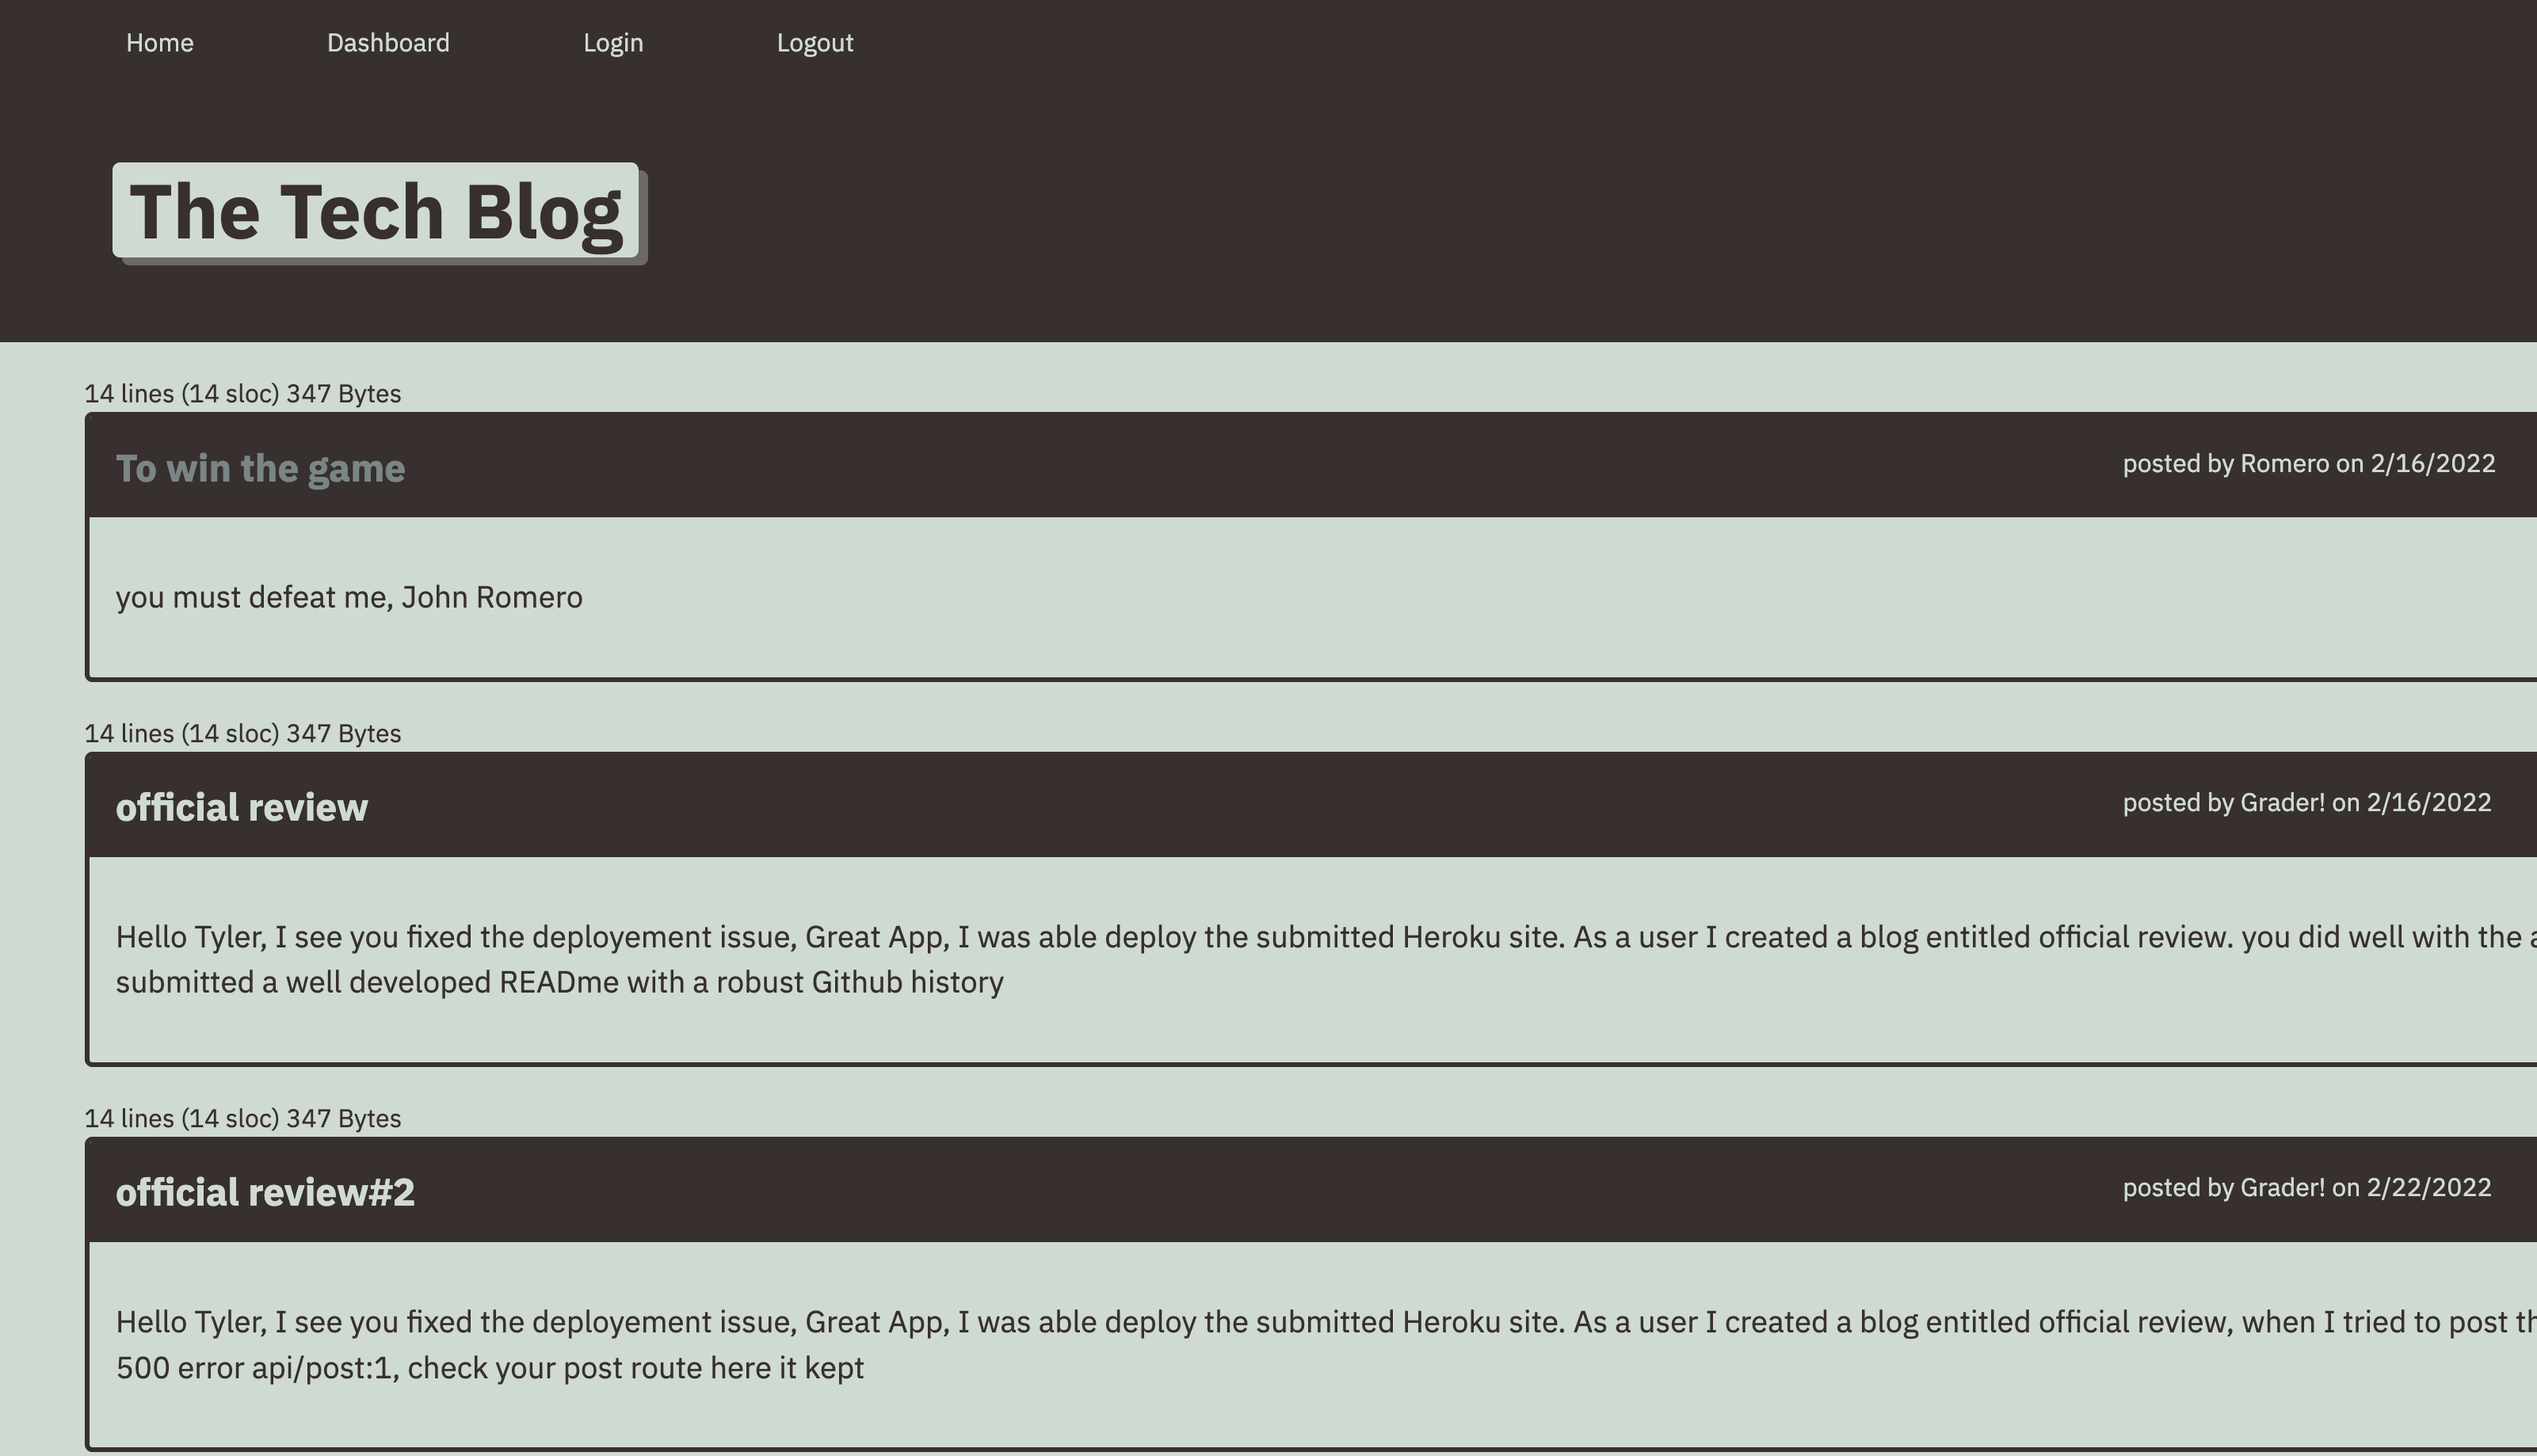 Home Dashboard Login Logout
The Tech Blog
14 lines (14 sloc) 347 Bytes
To win the game posted by Romero on 2/16/2022
you must defeat me, John Romero
14 lines (14 sloc) 347 Bytes
official review posted by Grader! on 2/16/2022
Hello Tyler, I see you fixed the deployement issue, Great App, I was able deploy the submitted Heroku site. As a user I created a blog entitled official review. you did well with the
submitted a well developed READme with a robust Github history
14 lines (14 sloc) 347 Bytes
official review#2 posted by Grader! on 2/22/2022
Hello Tyler, I see you fixed the deployement issue, Great App, I was able deploy the submitted Heroku site. As a user I created a blog entitled official review, when I tried to post
500 error api/post:1, check your post route here it kept